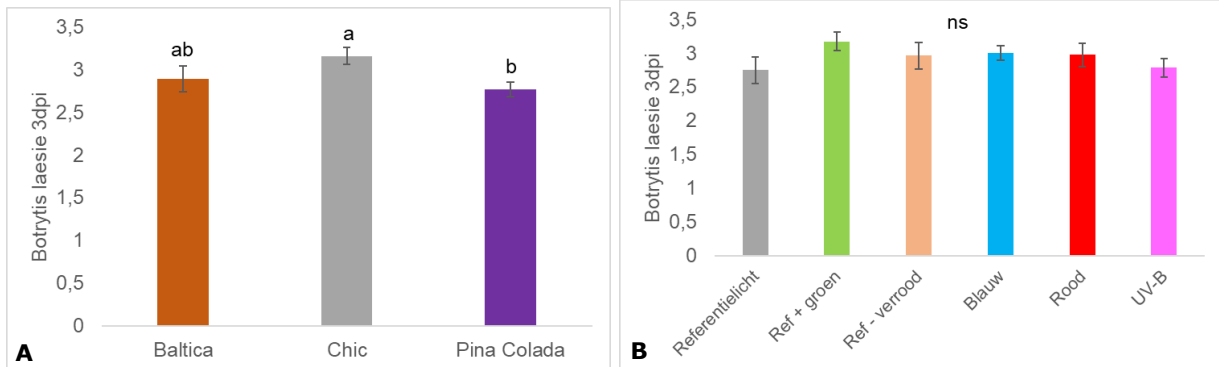 Botrytis laesie 3dpi
3,5
3
2,5
2
1,5
1
0,5
0
ab
a
b
Baltica
Chic
Pina Colada
A
Botrytis laesie 3dpi
3,5
3
2,5
2
1,5
1
0,5
0
ns
Referentielicht
Ref + groen
Ref - verrood
Blauw
Rood
UV-B
B